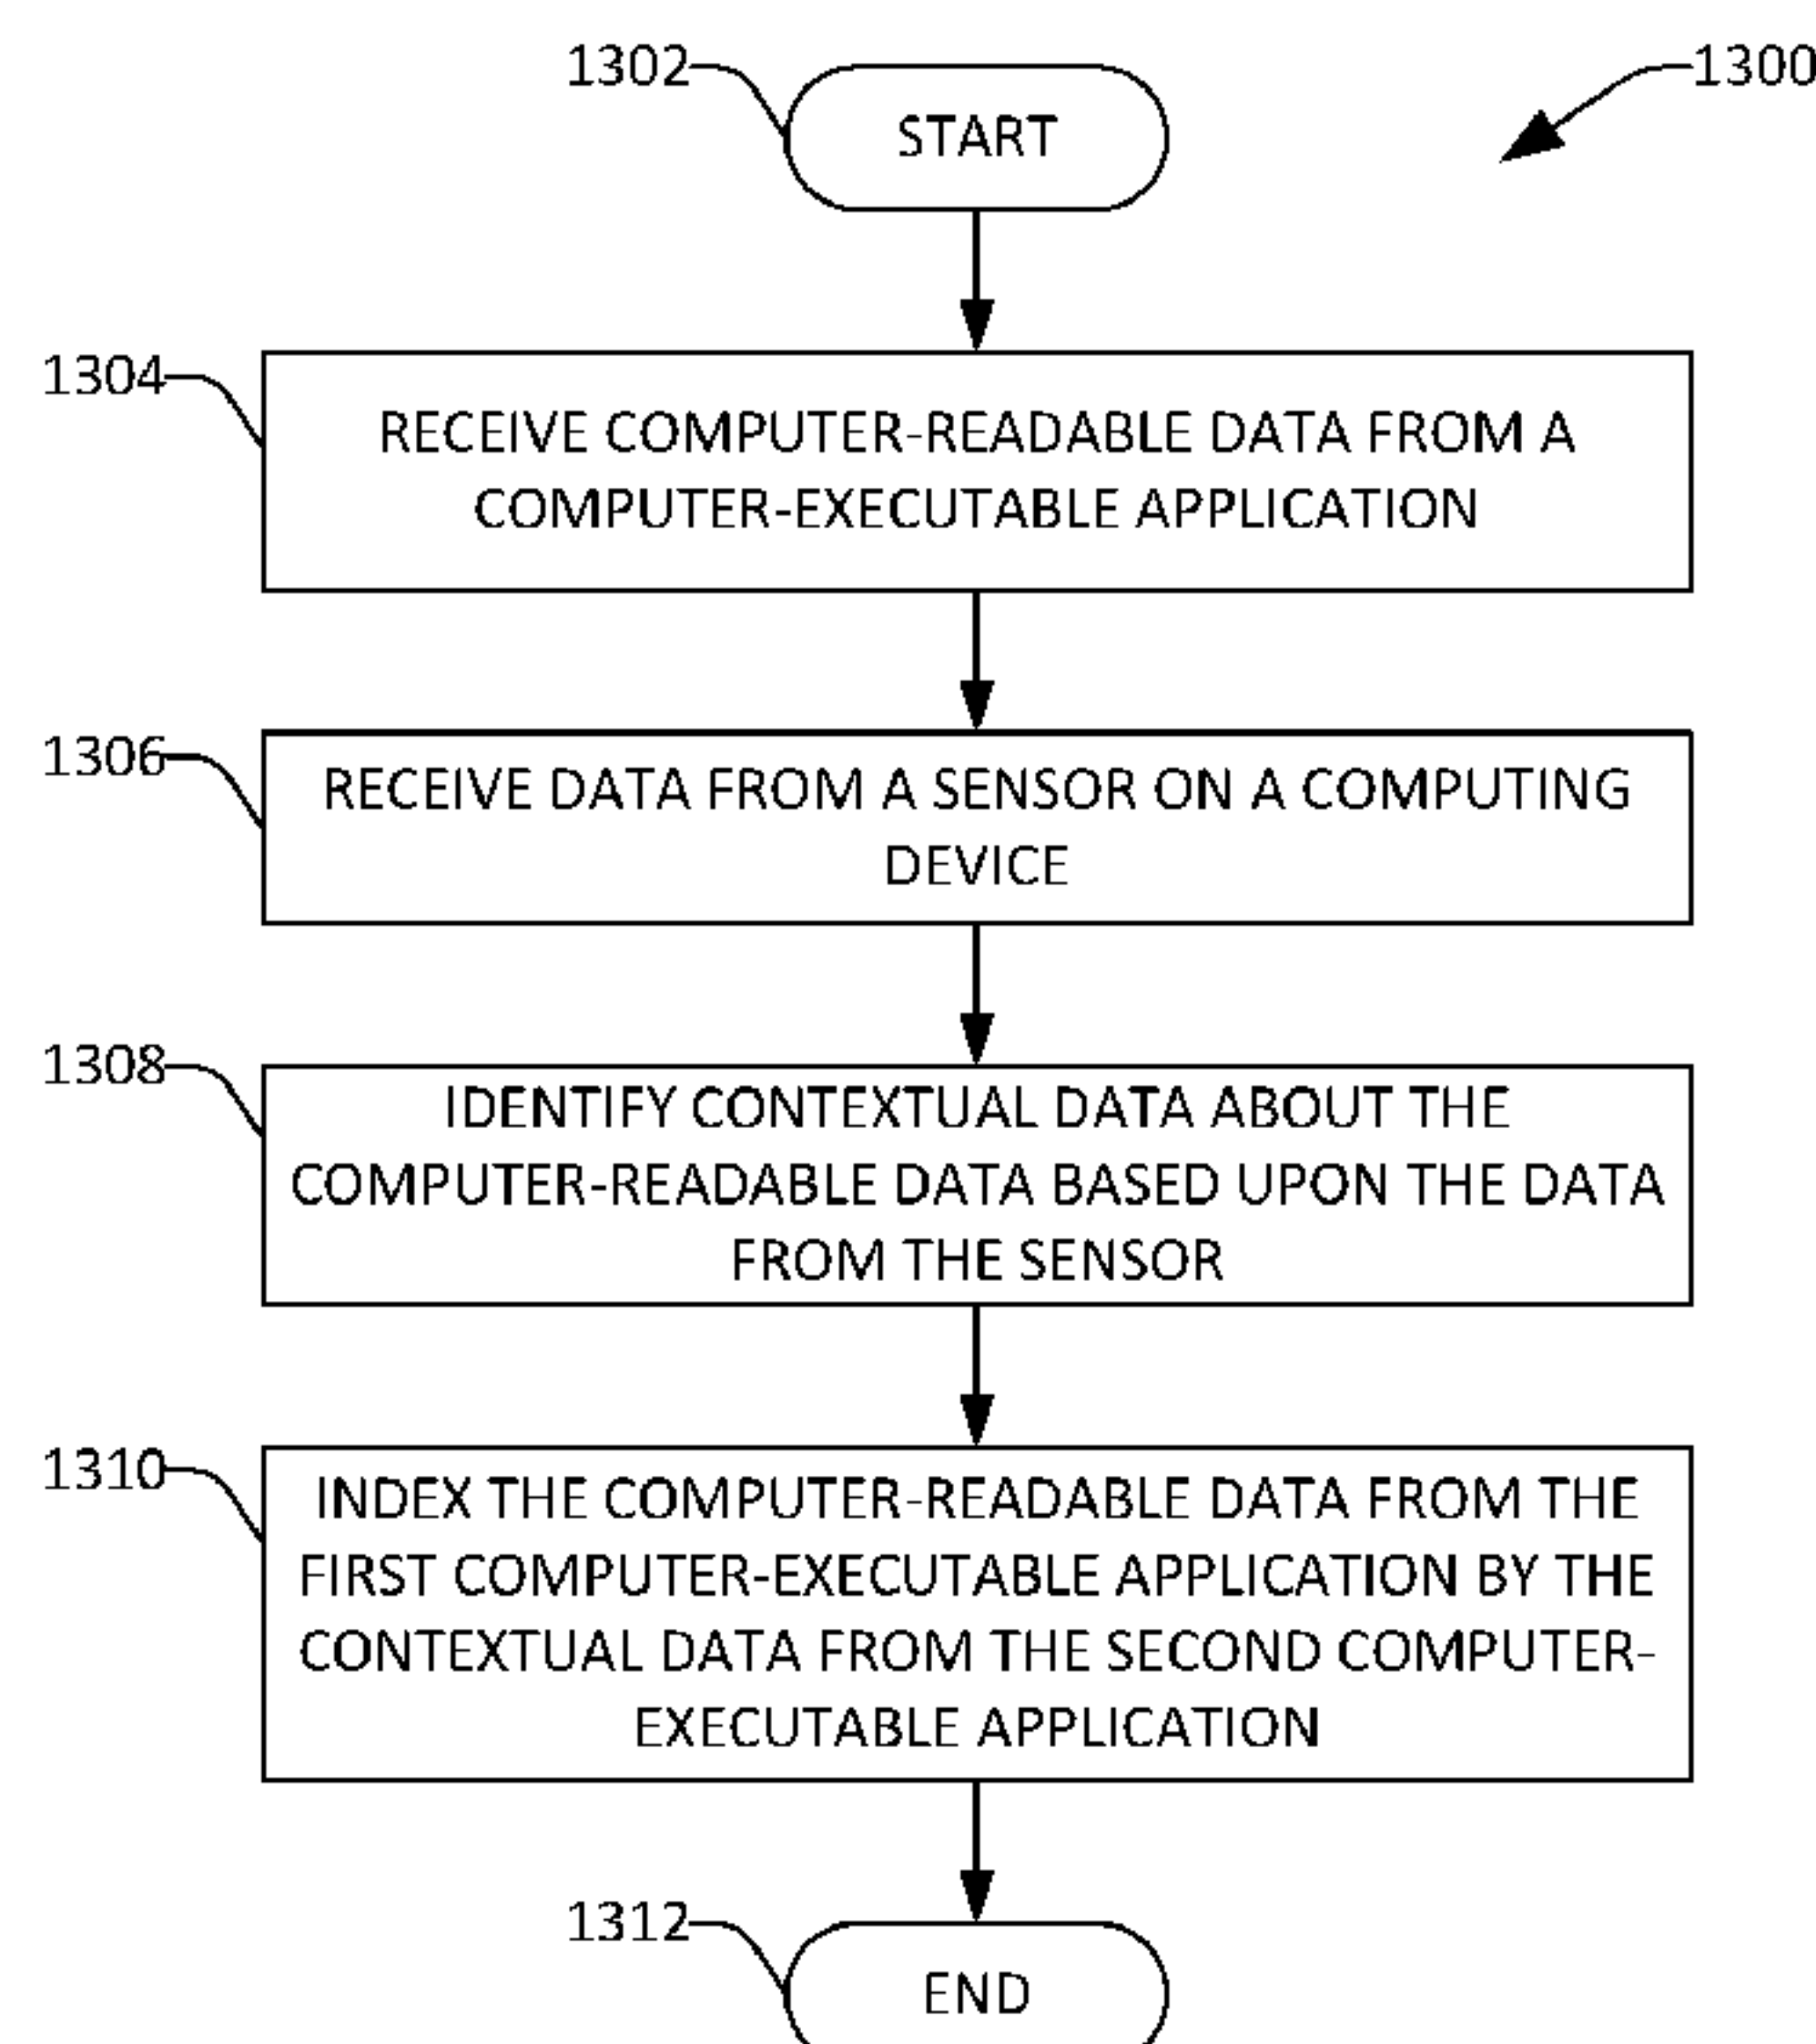 1302
1300
START
1304
RECEIVE COMPUTER-READABLE DATA FROM A
COMPUTER-EXECUTABLE APPLICATION
1306
RECEIVE DATA FROM A SENSOR ON A COMPUTING
DEVICE
1308
IDENTIFY CONTEXTUAL DATA ABOUT THE
COMPUTER-READABLE DATA BASED UPON THE DATA
FROM THE SENSOR
1310
INDEX THE COMPUTER-READABLE DATA FROM THE
FIRST COMPUTER-EXECUTABLE APPLICATION BY THE
CONTEXTUAL DATA FROM THE SECOND COMPUTER-
EXECUTABLE APPLICATION
1312
END